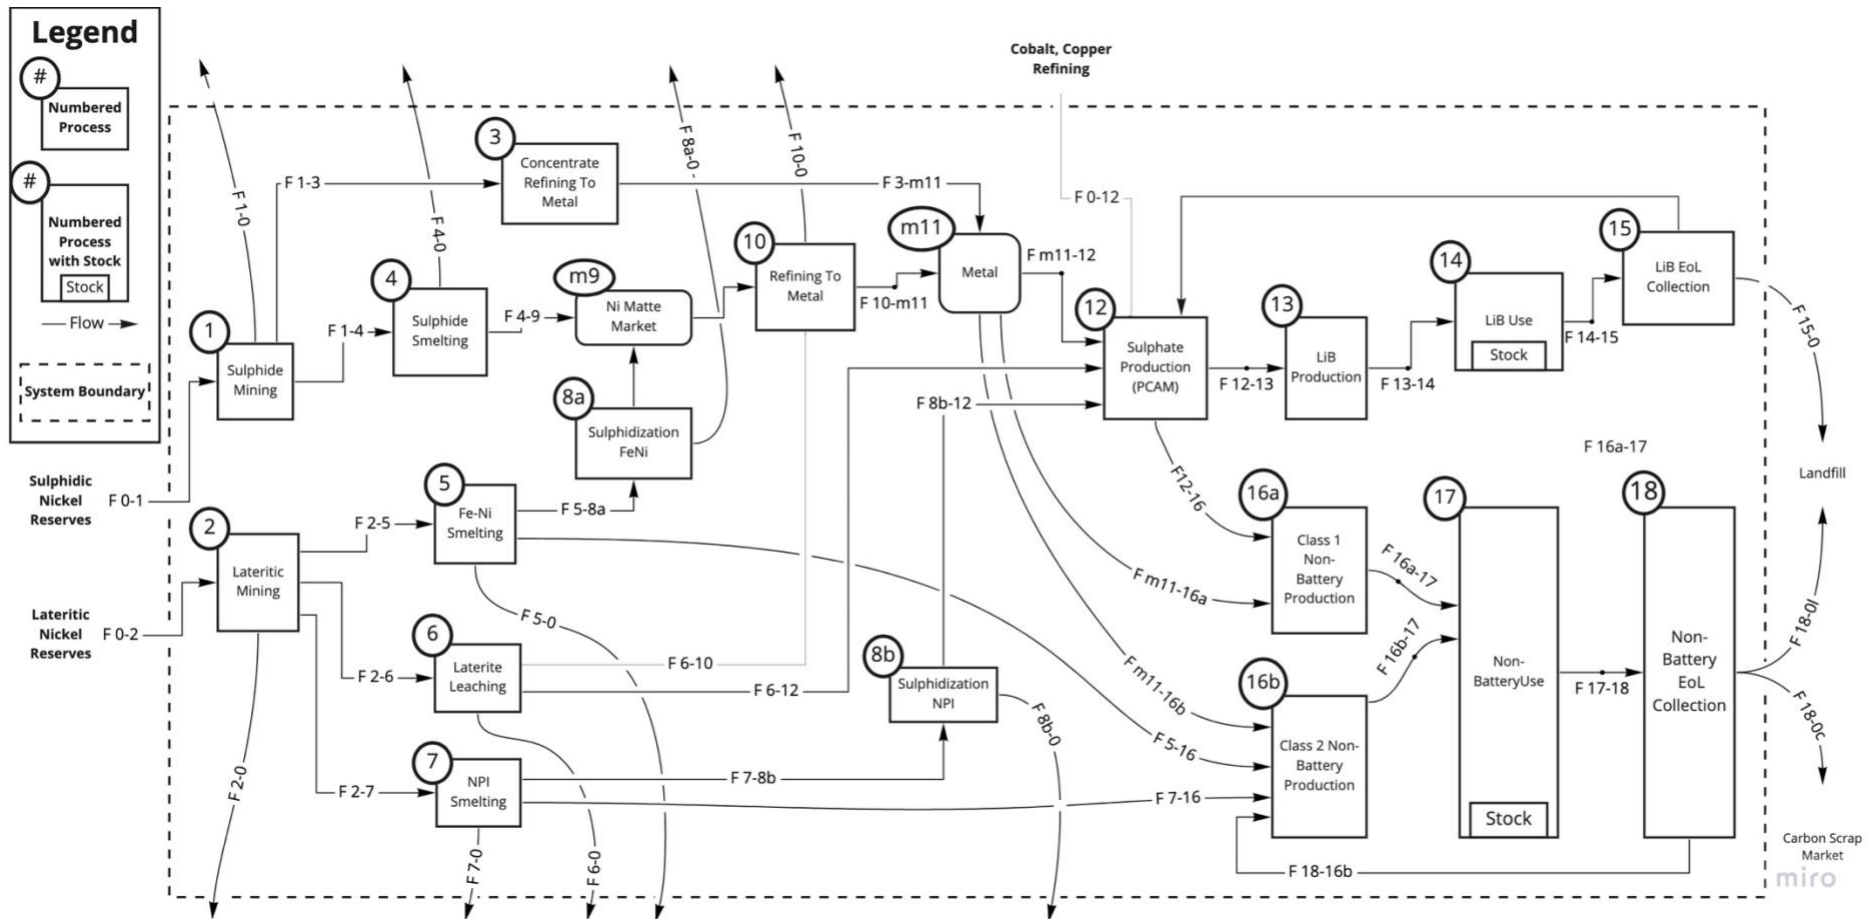 Legend
#
Numbered
Process
#
Numbered
Process
with Stock
Stock
Flow
System Boundary
Sulphidic
Nickel
Reserves
F 0-1
Lateritic
Nickel
Reserves
F 0-2
Cobalt, Copper
Refining
F 0-12
F 1-0
F 4-0
F 8a-0
F 10-0
1
Sulphide
Mining
F 1-3
F 1-4
3
Concentrate
Refining To
Metal
F 3-m11
4
Sulphide
Smelting
F 4-9
m9
Ni Matte
Market
10
Refining To
Metal
F 10-m11
m11
Metal
F m11-12
8a
Sulphidization
FeNi
12
Sulphate
Production
(PCAM)
F 12-13
13
LiB
Production
F 13-14
14
LiB Use
Stock
F 14-15
15
LiB EoL
Collection
F 15-0
Landfill
2
Lateritic
Mining
F 2-5
F 2-6
F 2-7
F 2-0
5
Fe-Ni
Smelting
F 5-8a
F 5-0
6
Laterite
Leaching
F 6-10
F 6-12
F 6-0
7
NPI
Smelting
F 7-8b
F 7-16
F 7-0
8b
Sulphidization
NPI
F 8b-12
F 8b-0
F12-16
F m11-16a
F m11-16b
F 5-16
16a
Class 1
Non-
Battery
Production
F 16a-17
16b
Class 2 Non-
Battery
Production
F 16b-17
F 16a-17
17
Non-
BatteryUse
Stock
F 17-18
18
Non-
Battery
EoL
Collection
F 18-16b
F 18-0l
F 18-0c
Carbon Scrap
Market
miro